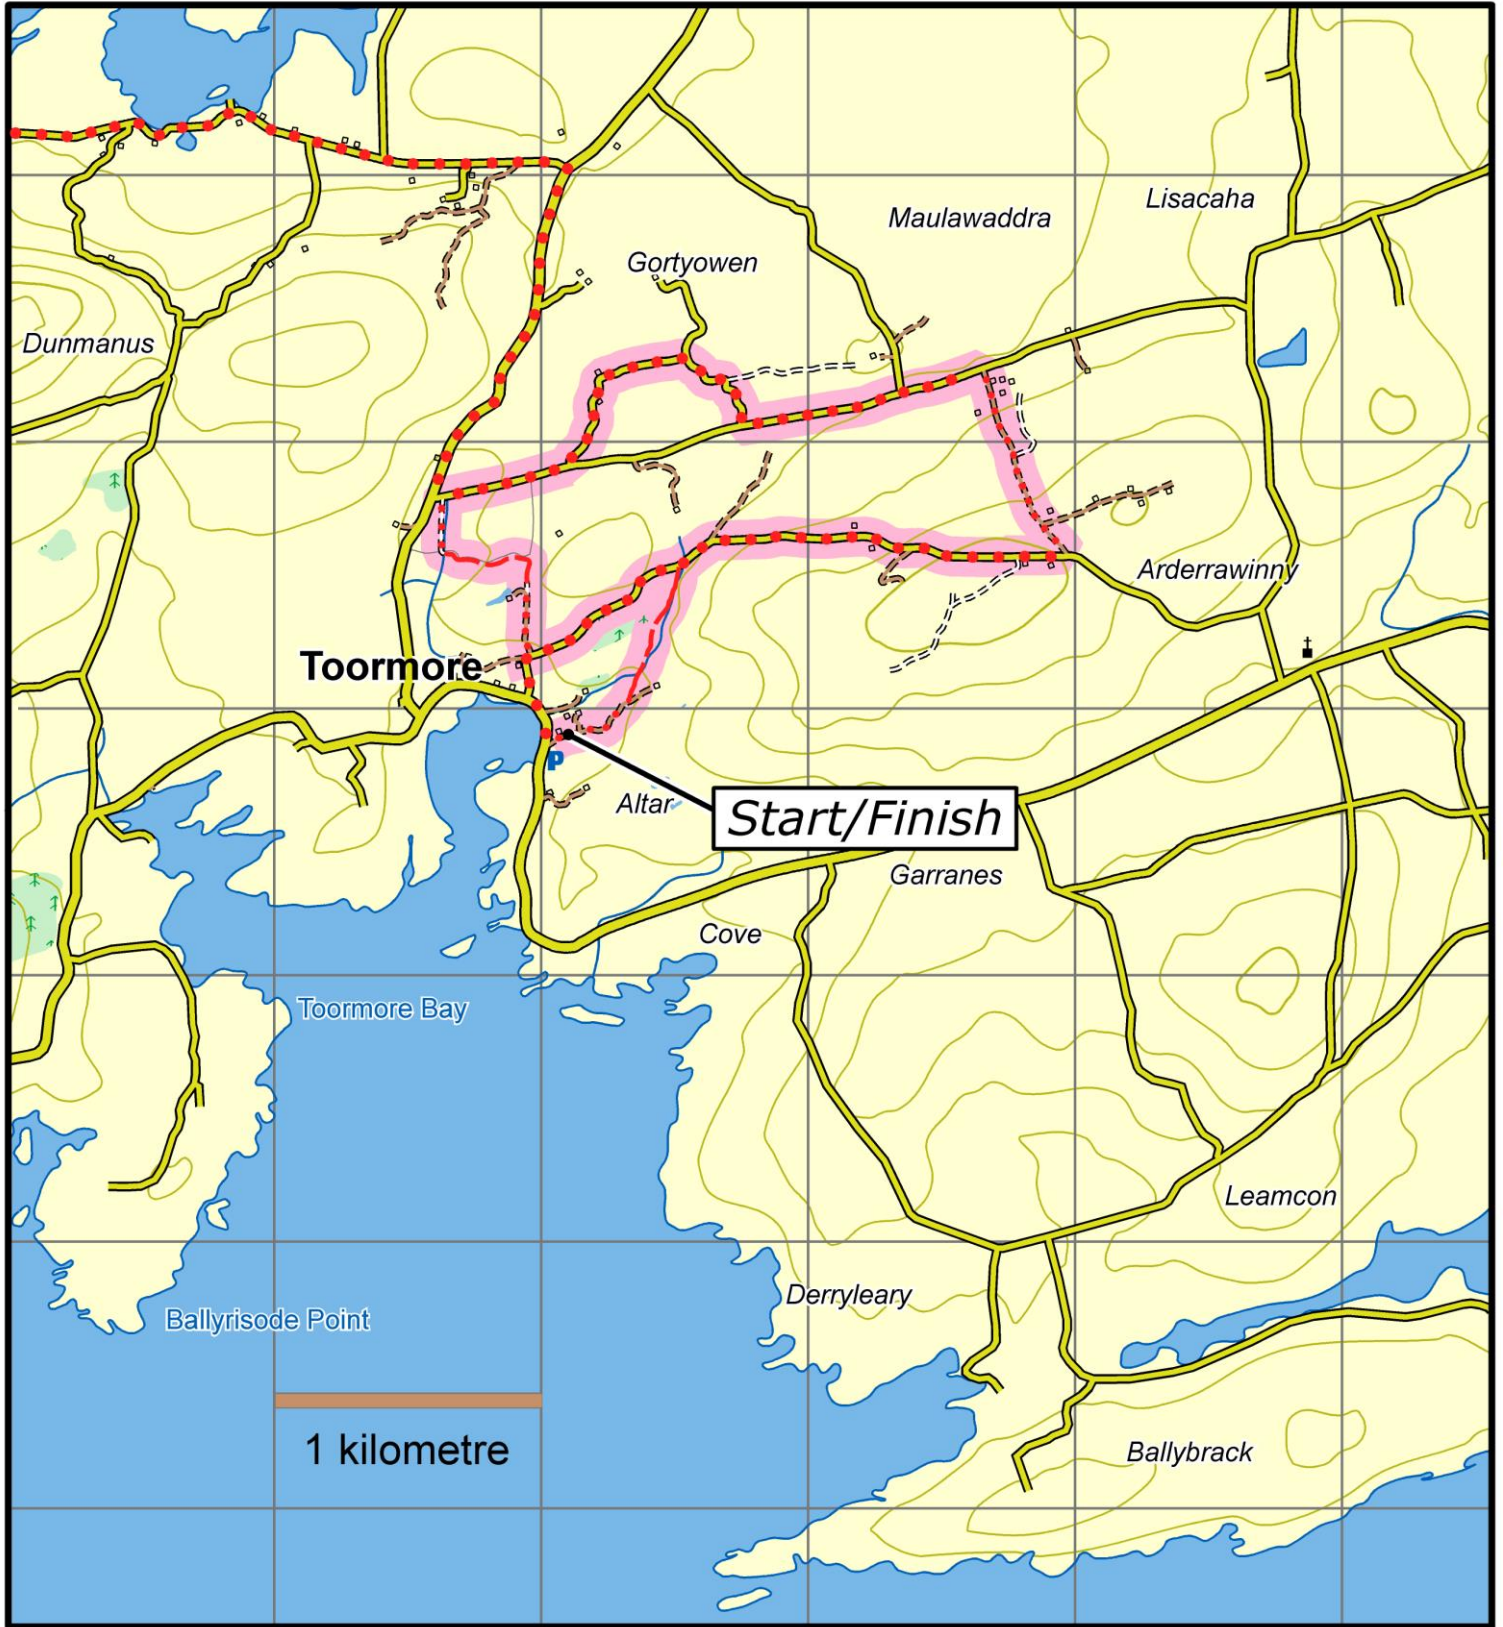 Lisacaha
Maulawaddra
Gortyowen
Dunmanus
Arderrawinny
Toormore
P
Altar
Start/Finish
Garranes
Cove
Toormore Bay
Leamcon
Derryleary
Ballyrisode Point
1 kilometre
Ballybrack